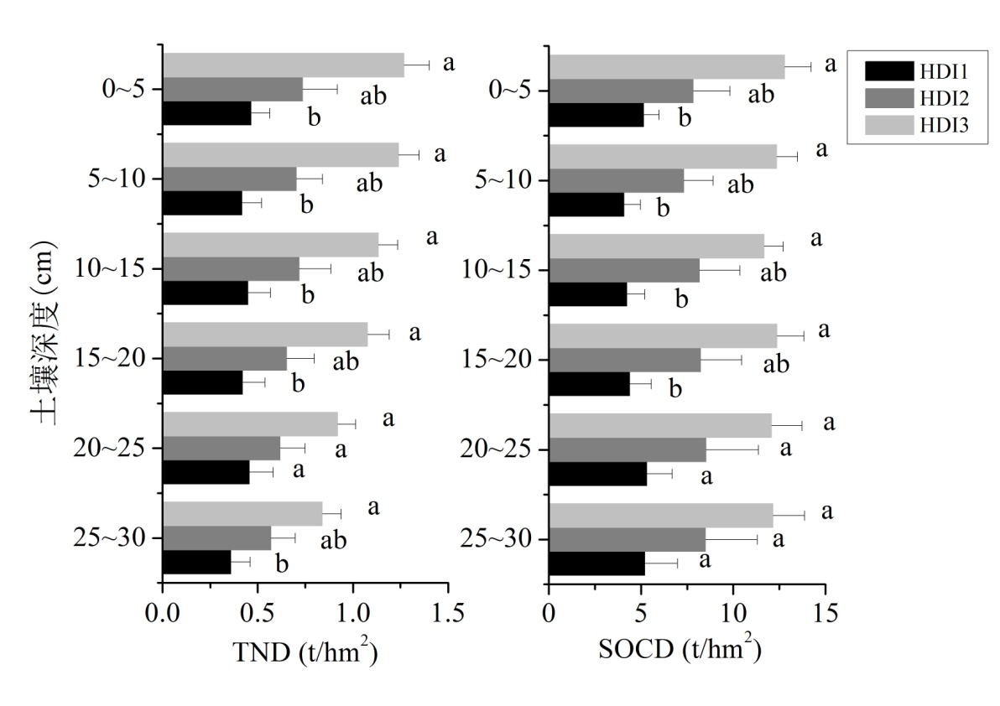 土壤深度(cm)
0~5
5~10
10~15
15~20
20~25
25~30
a
ab
b
a
ab
b
a
ab
b
a
ab
b
a
a
a
a
ab
b
0.0 0.5 1.0 1.5
TND (t/hm²)
0~5
5~10
10~15
15~20
20~25
25~30
a
ab
b
a
ab
b
a
ab
b
a
ab
b
a
a
a
a
a
a
0 5 10 15
SOCD (t/hm²)
HDI1
HDI2
HDI3